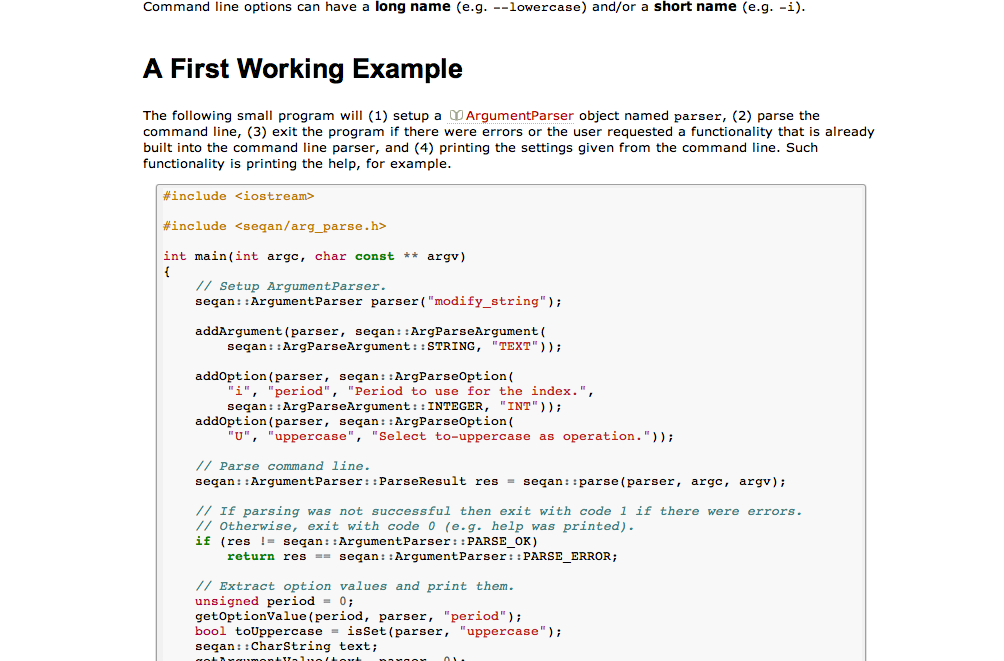 Command line options can have a long name (e.g. --lowercase) and/or a short name (e.g. -i).
A First Working Example
The following small program will (1) setup a ArgumentParser object named parser, (2) parse the
command line, (3) exit the program if there were errors or the user requested a functionality that is already
built into the command line parser, and (4) printing the settings given from the command line. Such
functionality is printing the help, for example.
#include <iostream>
#include <seqan/arg_parse.h>
int main(int argc, char const ** argv)
{
    // Setup ArgumentParser.
    seqan::ArgumentParser parser("modify_string");
    addArgument(parser, seqan::ArgParseArgument(
        seqan::ArgParseArgument::STRING, "TEXT"));
    addOption(parser, seqan::ArgParseOption(
        "i", "period", "Period to use for the index.",
        seqan::ArgParseArgument::INTEGER, "INT"));
    addOption(parser, seqan::ArgParseOption(
        "U", "uppercase", "Select to-uppercase as operation."));
    // Parse command line.
    seqan::ArgumentParser::ParseResult res = seqan::parse(parser, argc, argv);
    // If parsing was not successful then exit with code 1 if there were errors.
    // Otherwise, exit with code 0 (e.g. help was printed).
    if (res != seqan::ArgumentParser::PARSE_OK)
        return res == seqan::ArgumentParser::PARSE_ERROR;
    // Extract option values and print them.
    unsigned period = 0;
    getOptionValue(period, parser, "period");
    bool toUppercase = isSet(parser, "uppercase");
    seqan::CharString text;
    getArgumentValue(text, parser, 0);